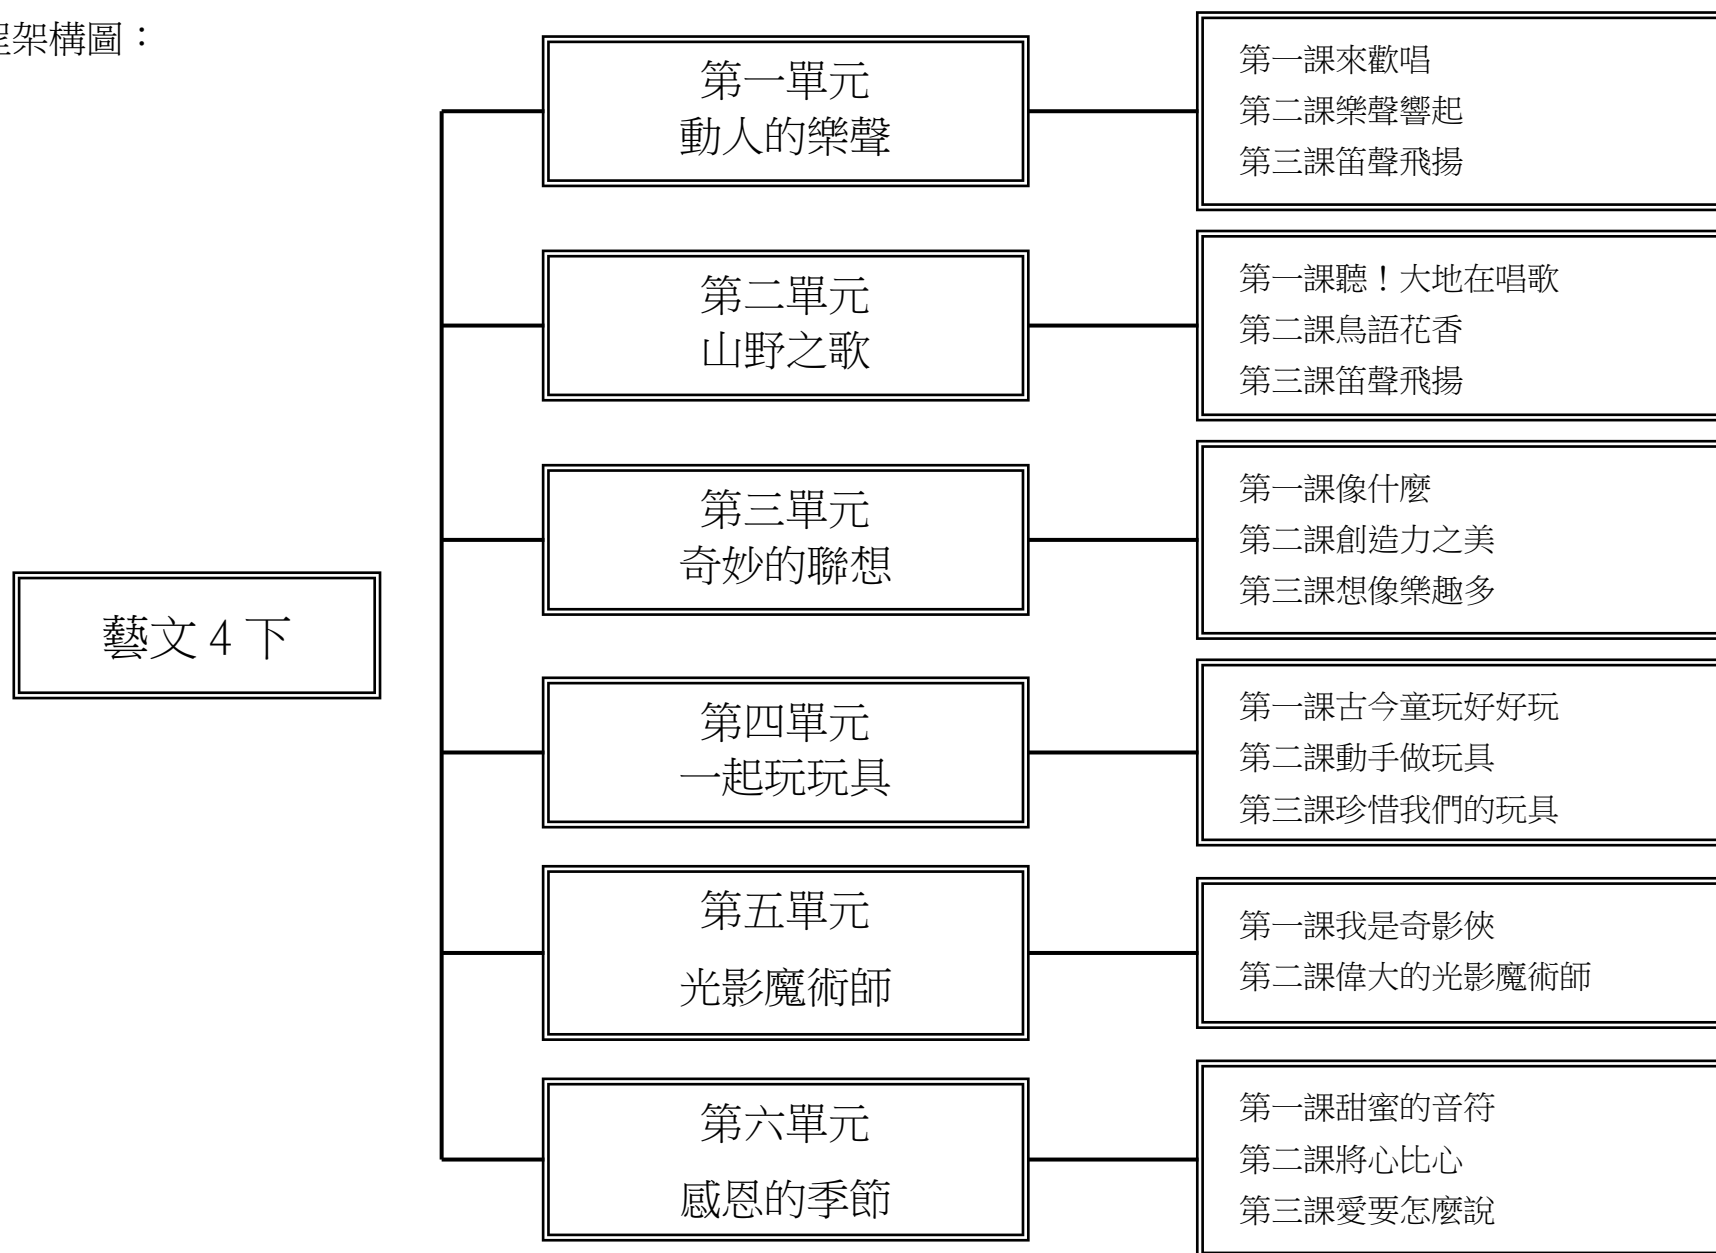 架構圖：
第一單元
動人的樂聲
第一課來歡唱
第二課樂聲響起
第三課笛聲飛揚
第二單元
山野之歌
第一課聽！大地在唱歌
第二課鳥語花香
第三課笛聲飛揚
第三單元
奇妙的聯想
第一課像什麼
第二課創造力之美
第三課想像樂趣多
藝文4下
第四單元
一起玩玩具
第一課古今童玩好好玩
第二課動手做玩具
第三課珍惜我們的玩具
第五單元
光影魔術師
第一課我是奇影俠
第二課偉大的光影魔術師
第六單元
感恩的季節
第一課甜蜜的音符
第二課將心比心
第三課愛要怎麼說